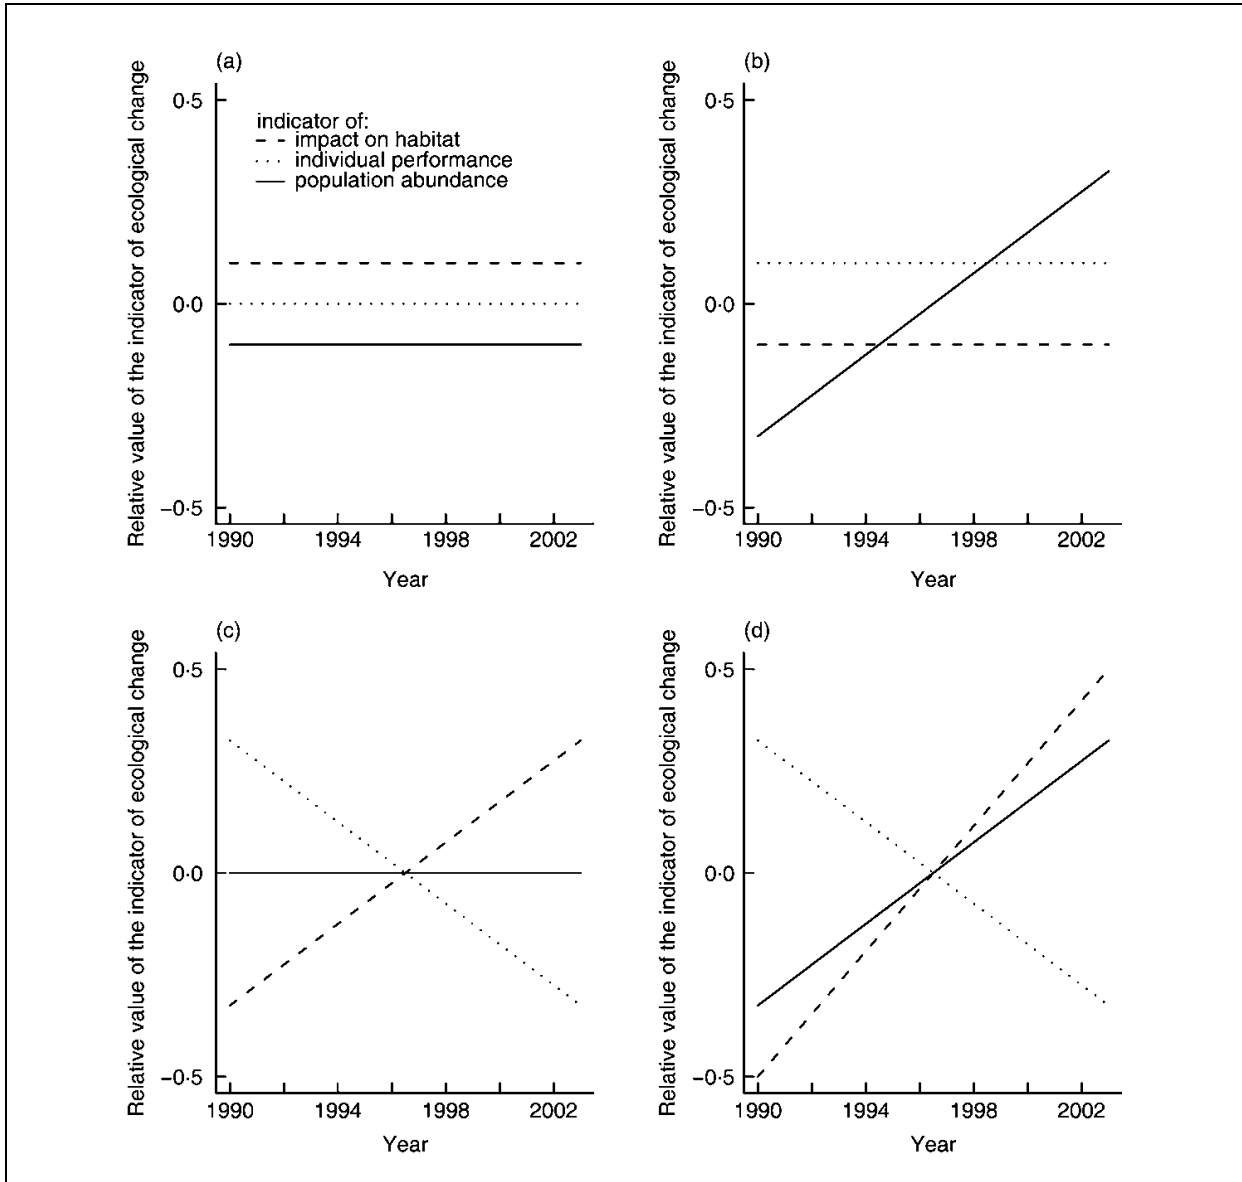 (a)
Relative value of the indicator of ecological change
0·5
0·0
−0·5
indicator of:
impact on habitat
individual performance
population abundance
1990 1994 1998 2002
Year
(b)
Relative value of the indicator of ecological change
0·5
0·0
−0·5
1990 1994 1998 2002
Year
(c)
Relative value of the indicator of ecological change
0·5
0·0
−0·5
1990 1994 1998 2002
Year
(d)
Relative value of the indicator of ecological change
0·5
0·0
−0·5
1990 1994 1998 2002
Year